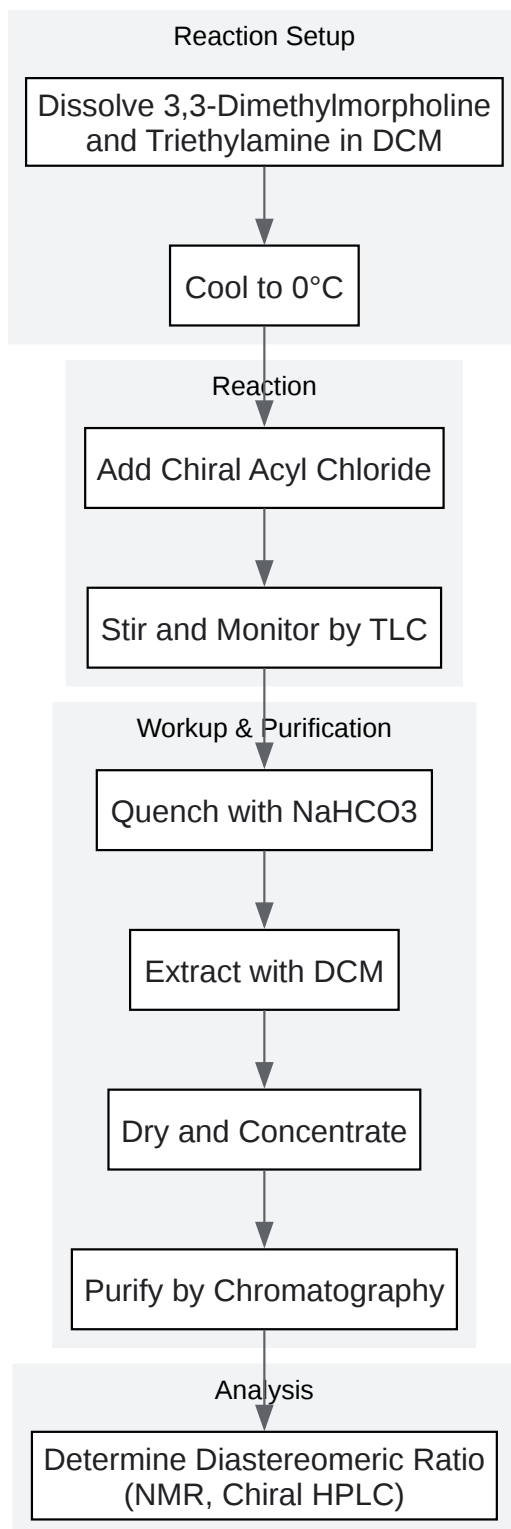 Reaction Setup
Dissolve 3,3-Dimethylmorpholine
and Triethylamine in DCM
Cool to 0°C
Reaction
Add Chiral Acyl Chloride
Stir and Monitor by TLC
Workup & Purification
Quench with NaHCO3
Extract with DCM
Dry and Concentrate
Purify by Chromatography
Analysis
Determine Diastereomeric Ratio
(NMR, Chiral HPLC)